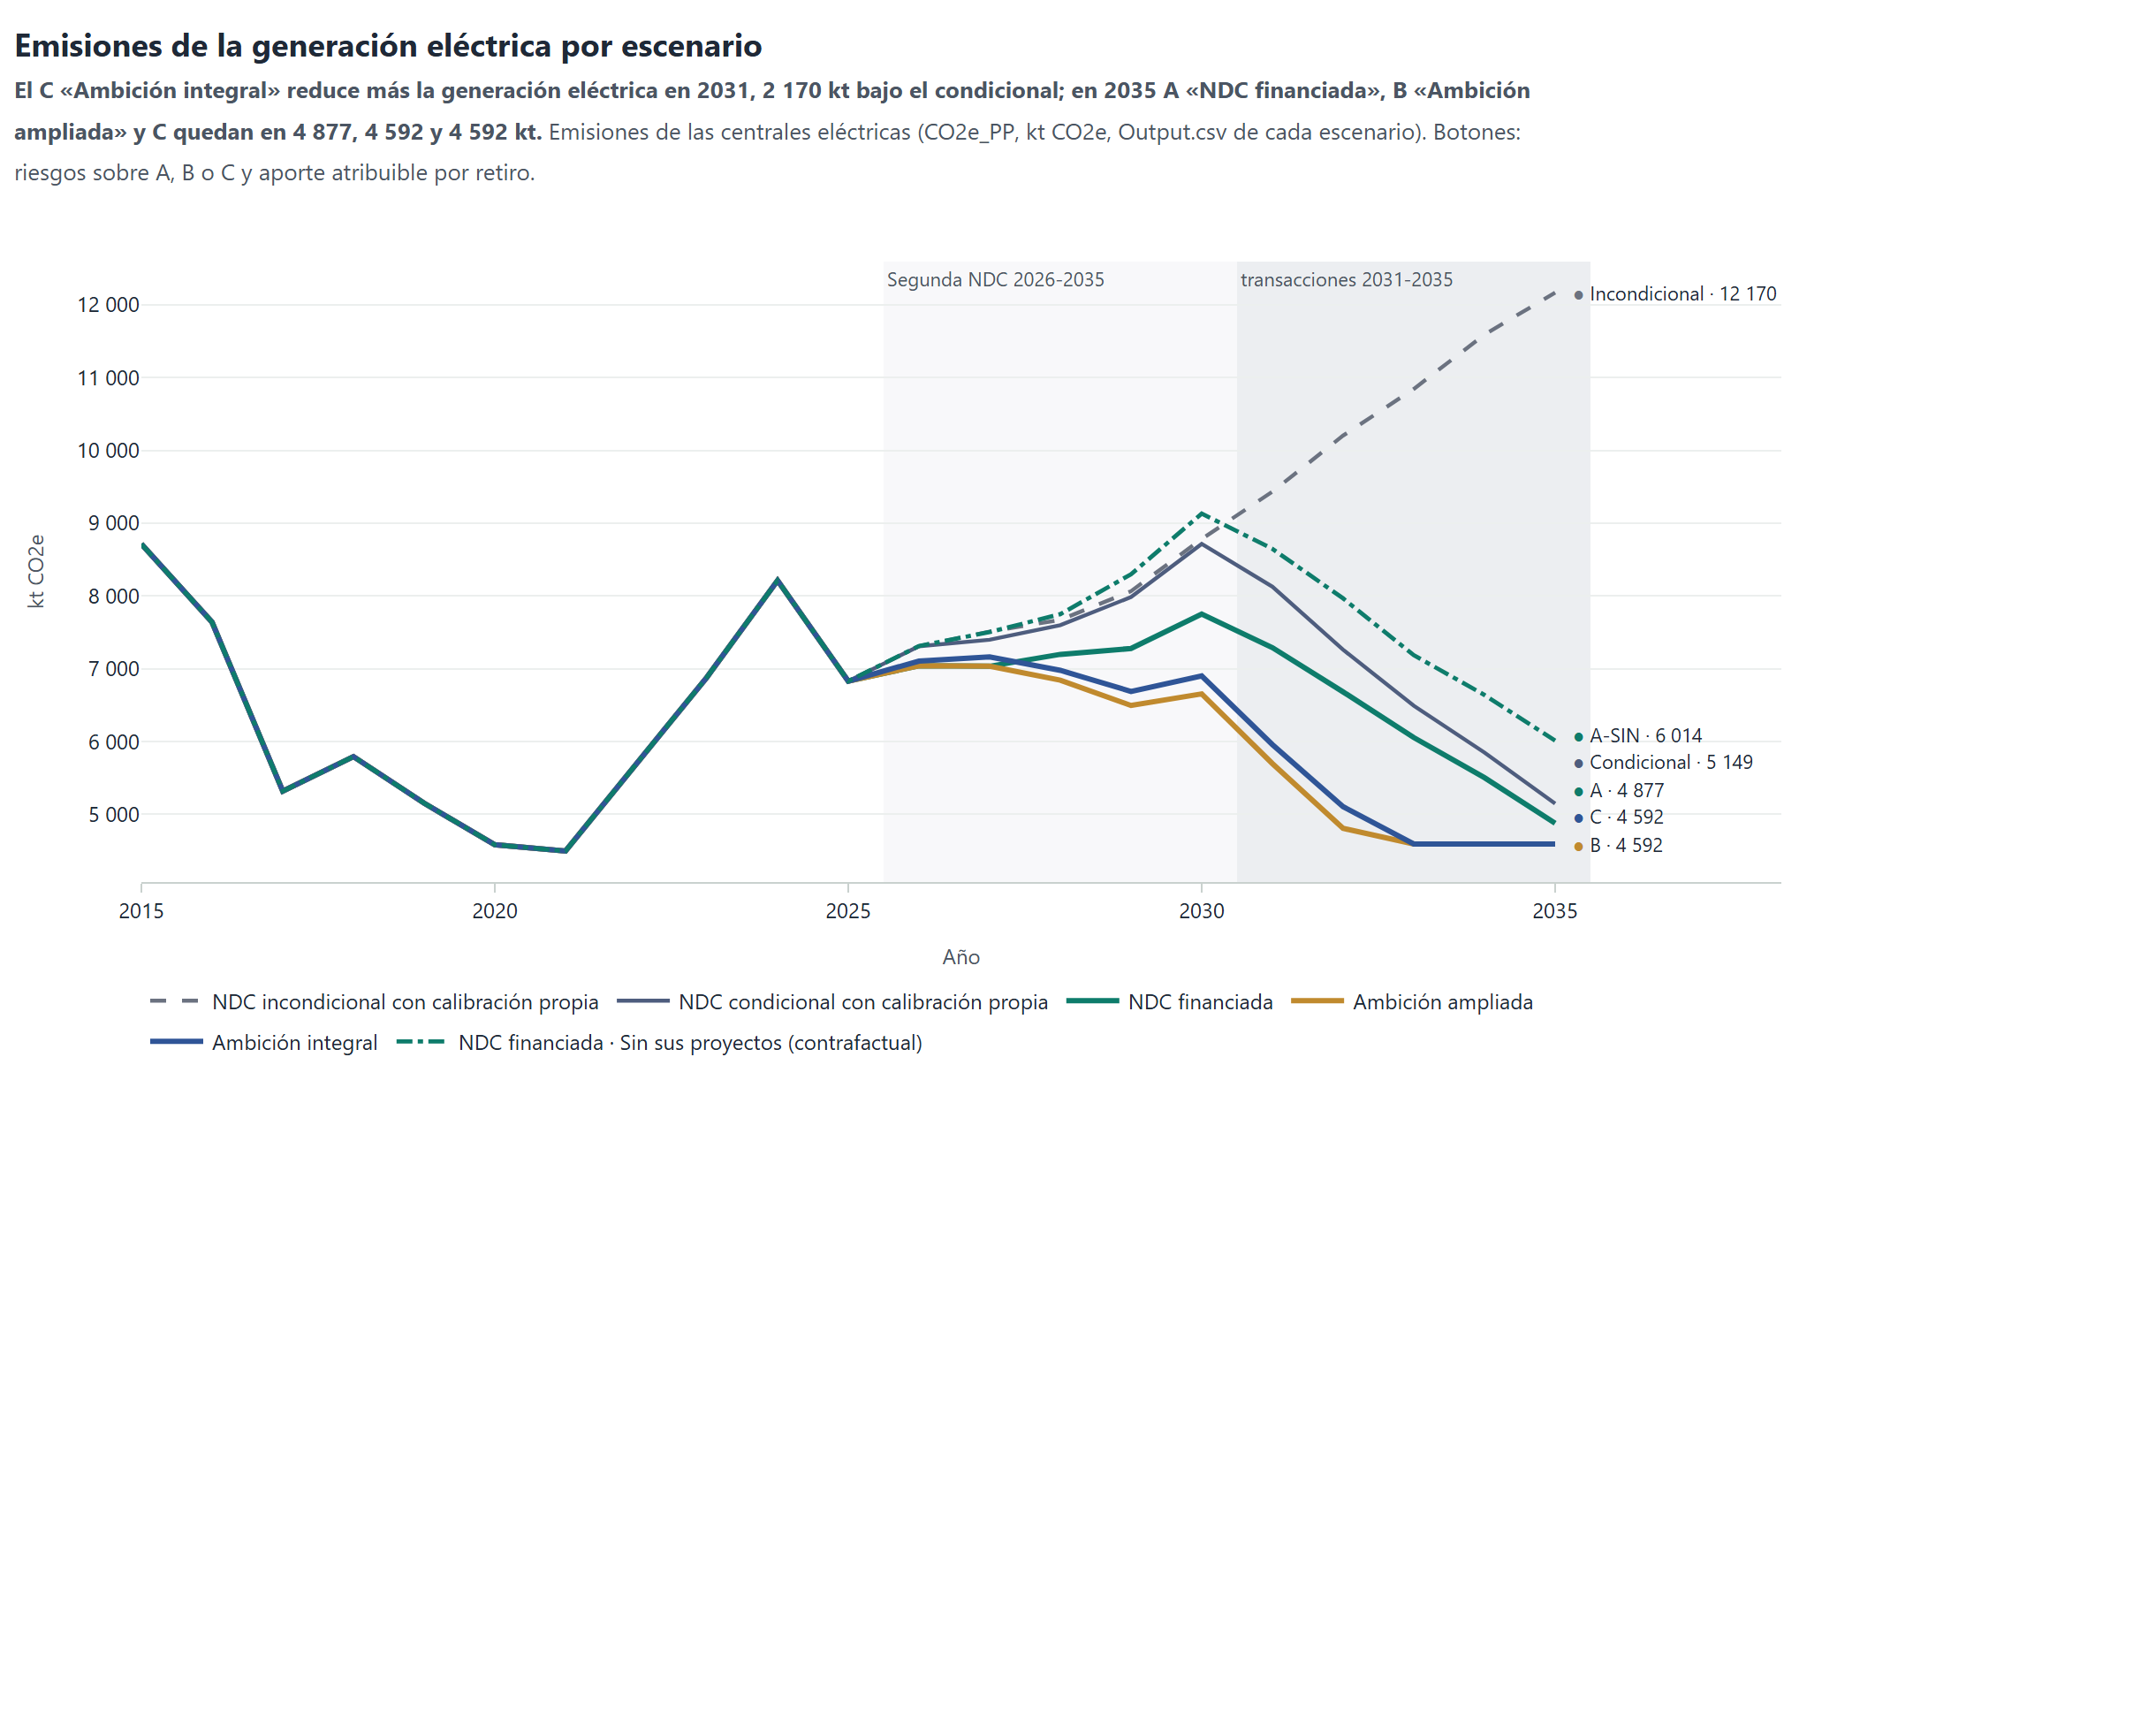 Emisiones de la generación eléctrica por escenario
El C «Ambición integral» reduce más la generación eléctrica en 2031, 2 170 kt bajo el condicional; en 2035 A «NDC financiada», B «Ambición
ampliada» y C quedan en 4 877, 4 592 y 4 592 kt. Emisiones de las centrales eléctricas (CO2e_PP, kt CO2e, Output.csv de cada escenario). Botones:
riesgos sobre A, B o C y aporte atribuible por retiro.
Segunda NDC 2026-2035
transacciones 2031-2035
Incondicional · 12 170
12 000
11 000
10 000
9 000
8 000
7 000
6 000
5 000
kt CO2e
A-SIN · 6 014
Condicional · 5 149
A · 4 877
C · 4 592
B · 4 592
2015
2020
2025
2030
2035
Año
NDC incondicional con calibración propia
NDC condicional con calibración propia
NDC financiada
Ambición ampliada
Ambición integral
NDC financiada · Sin sus proyectos (contrafactual)